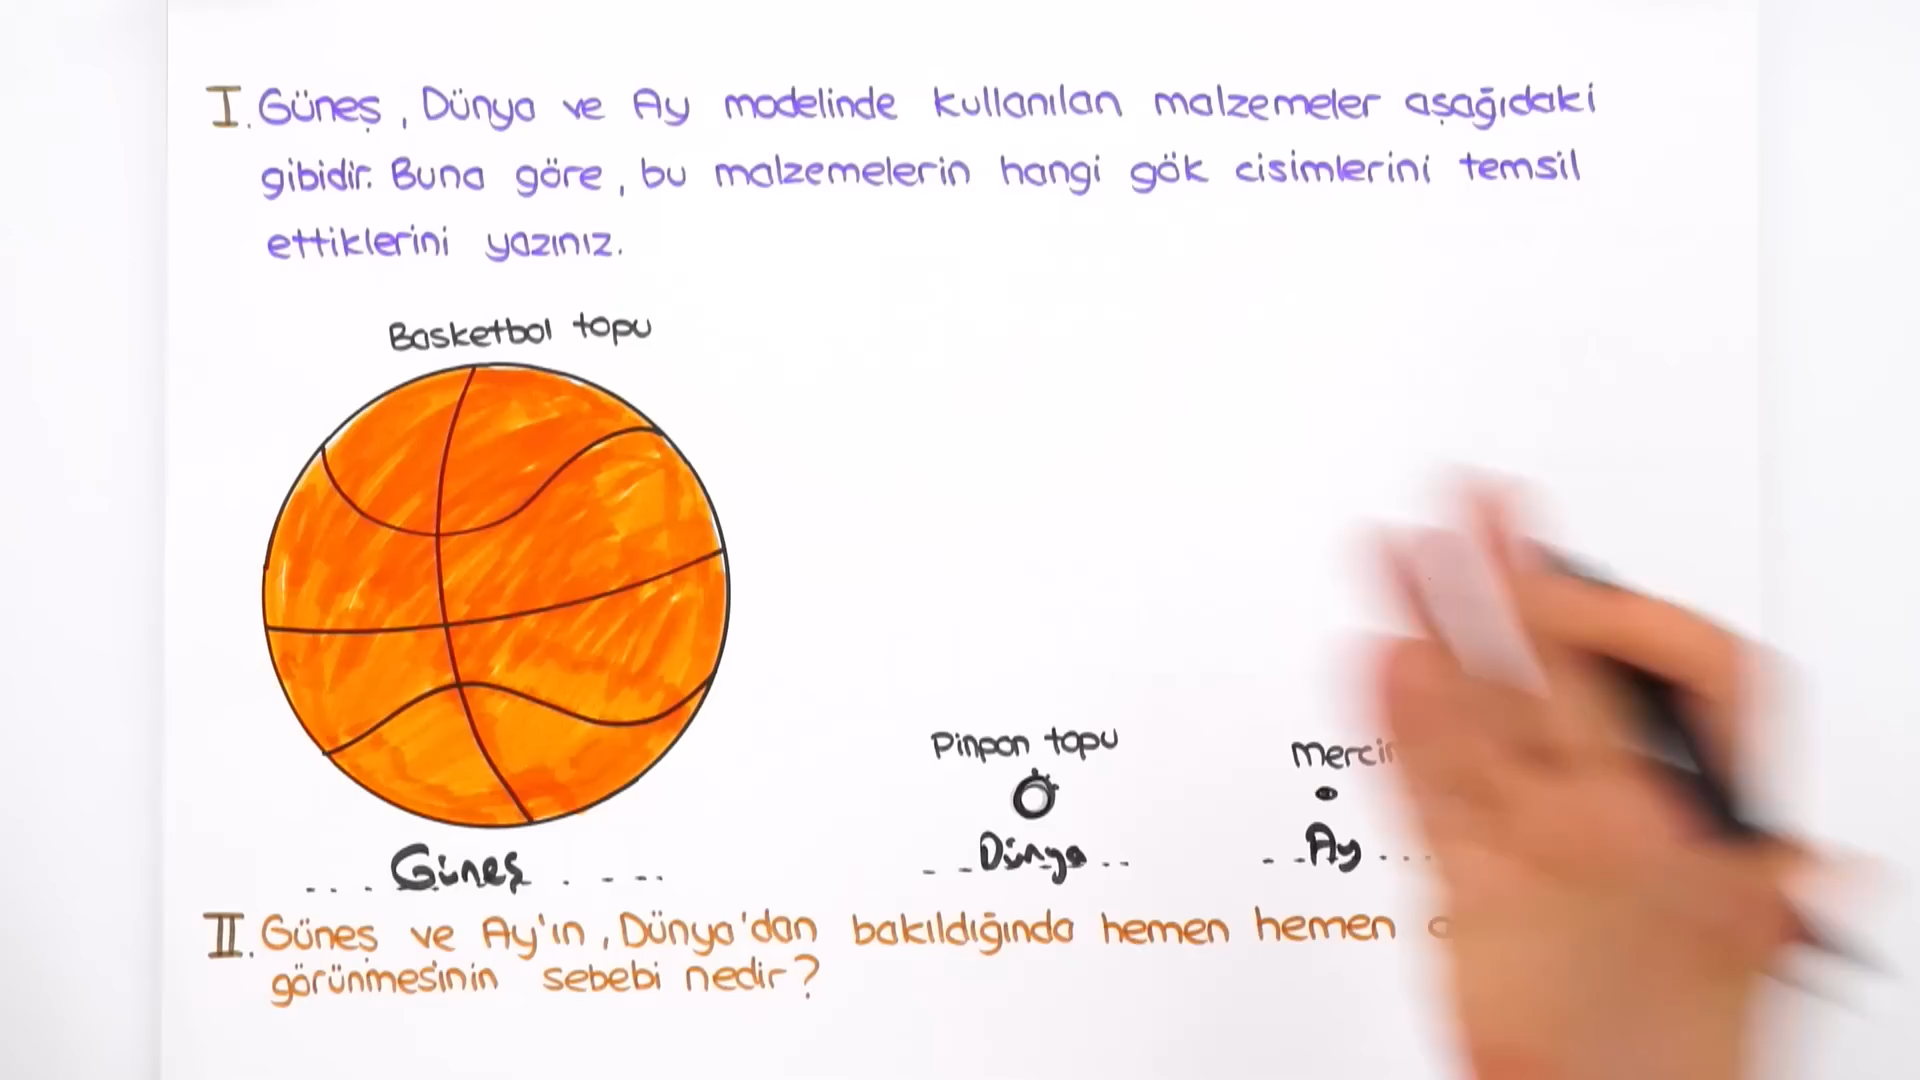 I. Güneş, Dünya ve Ay modelinde kullanılan malzemeler aşağıdaki
gibidir. Buna göre, bu malzemelerin hangi gök cisimlerini temsil
ettiklerini yazınız.
Basketbol topu
Pinpon topu
Güneş
Dünya
Ay
II. Güneş ve Ay'ın, Dünya'dan bakıldığında hemen hemen
görünmesinin sebebi nedir?